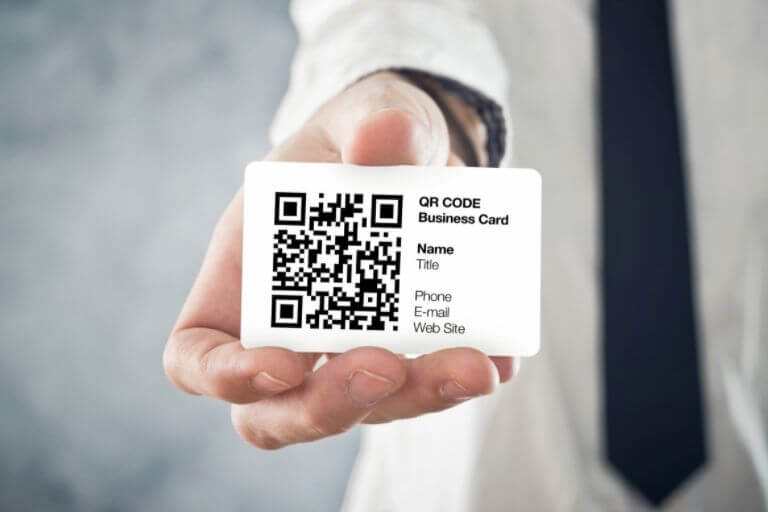 QR CODE
Business Card
Name
Title
Phone
E-mail
Web Site